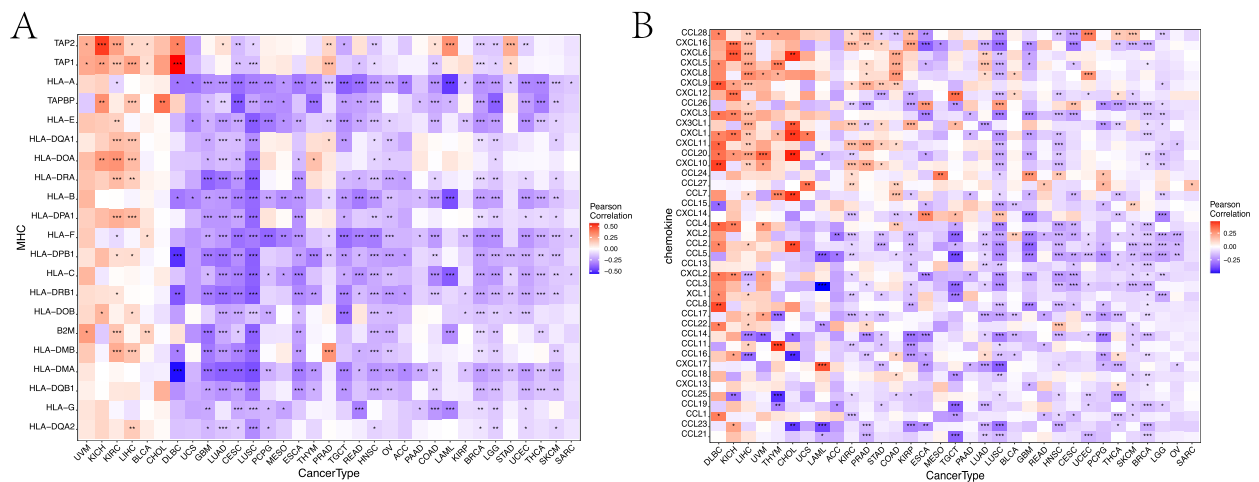 A
MHC
TAP2
TAP1
HLA-A
TAPBP
HLA-E
HLA-DQA1
HLA-DOA
HLA-DRA
HLA-B
HLA-DPA1
HLA-F
HLA-DPB1
HLA-C
HLA-DRB1
HLA-DOB
B2M
HLA-DMB
HLA-DMA
HLA-DQB1
HLA-G
HLA-DQA2
UVM KICH KIRC LIHC BLCA CHOL DLBC UCS GBM LUAD CESC LUSC PCPG MESO ESCA THYM PRAD TGCT READ HNSC OV ACC PAAD COAD LAML KIRP BRCA LGG STAD UCEC THCA SKCM SARC
CancerType
Pearson
Correlation
0.50
0.25
0.00
−0.25
−0.50
B
chemokine
CCL28
CXCL16
CXCL6
CXCL5
CXCL8
CXCL9
CXCL12
CCL26
CXCL3
CX3CL1
CXCL1
CXCL11
CCL20
CXCL10
CCL24
CCL27
CCL7
CCL15
CXCL14
CCL4
XCL2
CCL2
CCL5
CCL13
CXCL2
CCL3
XCL1
CCL8
CCL17
CCL22
CCL14
CCL11
CCL16
CXCL17
CCL18
CXCL13
CCL25
CCL19
CCL1
CCL23
CCL21
DLBC KICH LIHC UVM THYM CHOL UCS LAML ACC KIRC PRAD STAD COAD KIRP ESCA MESO TGCT PAAD LUAD LUSC BLCA GBM READ HNSC CESC UCEC PCPG THCA SKCM BRCA LGG OV SARC
CancerType
Pearson
Correlation
0.4
0.2
0.0
−0.2
−0.4